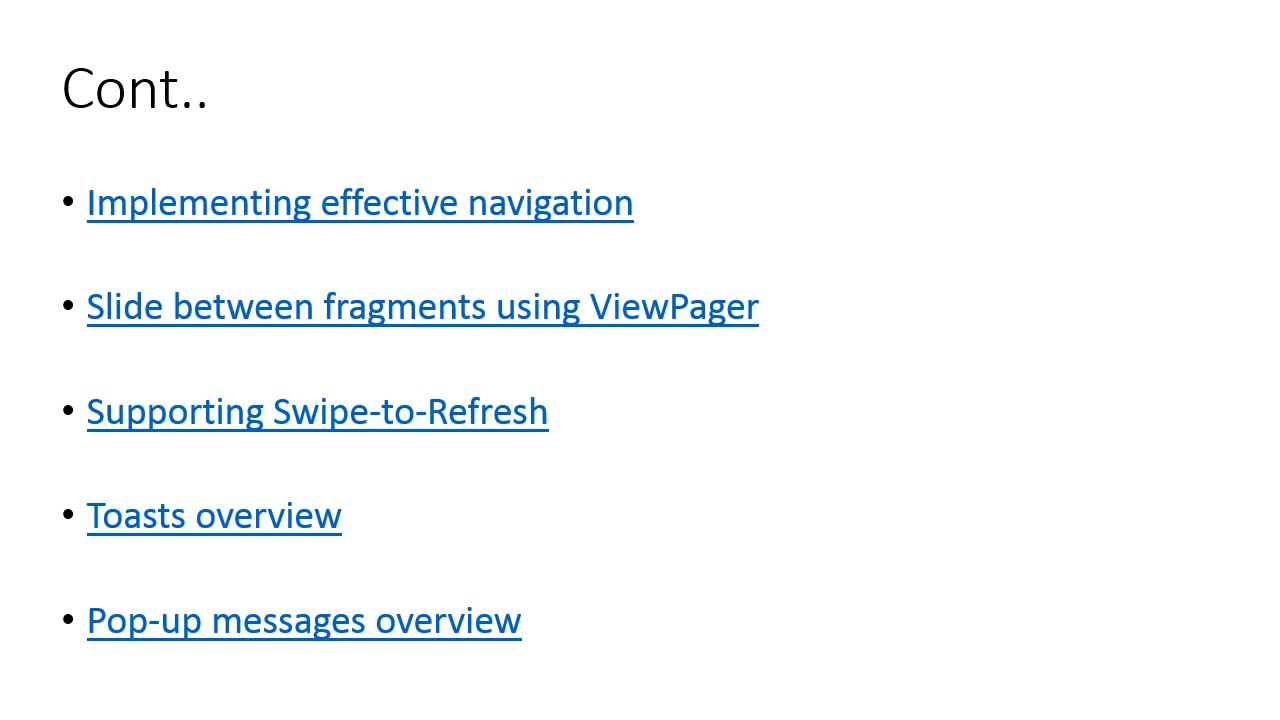 Cont..
• Implementing effective navigation
• Slide between fragments using ViewPager
• Supporting Swipe-to-Refresh
• Toasts overview
• Pop-up messages overview